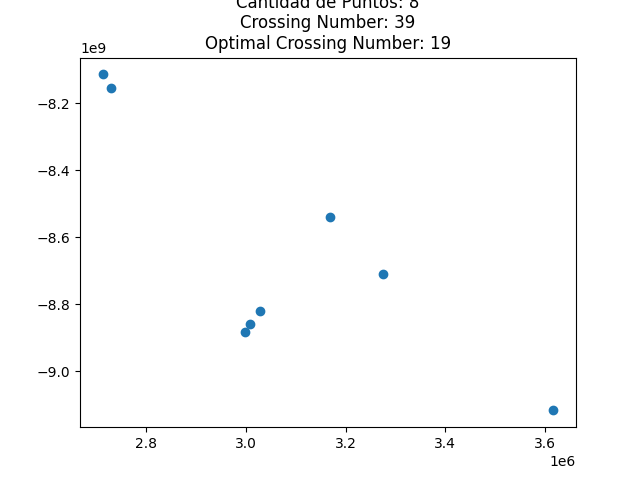 Cantidad de Puntos: 8
Crossing Number: 39
Optimal Crossing Number: 19
1e9
−8.2
−8.4
−8.6
−8.8
−9.0
2.8 3.0 3.2 3.4 3.6
1e6